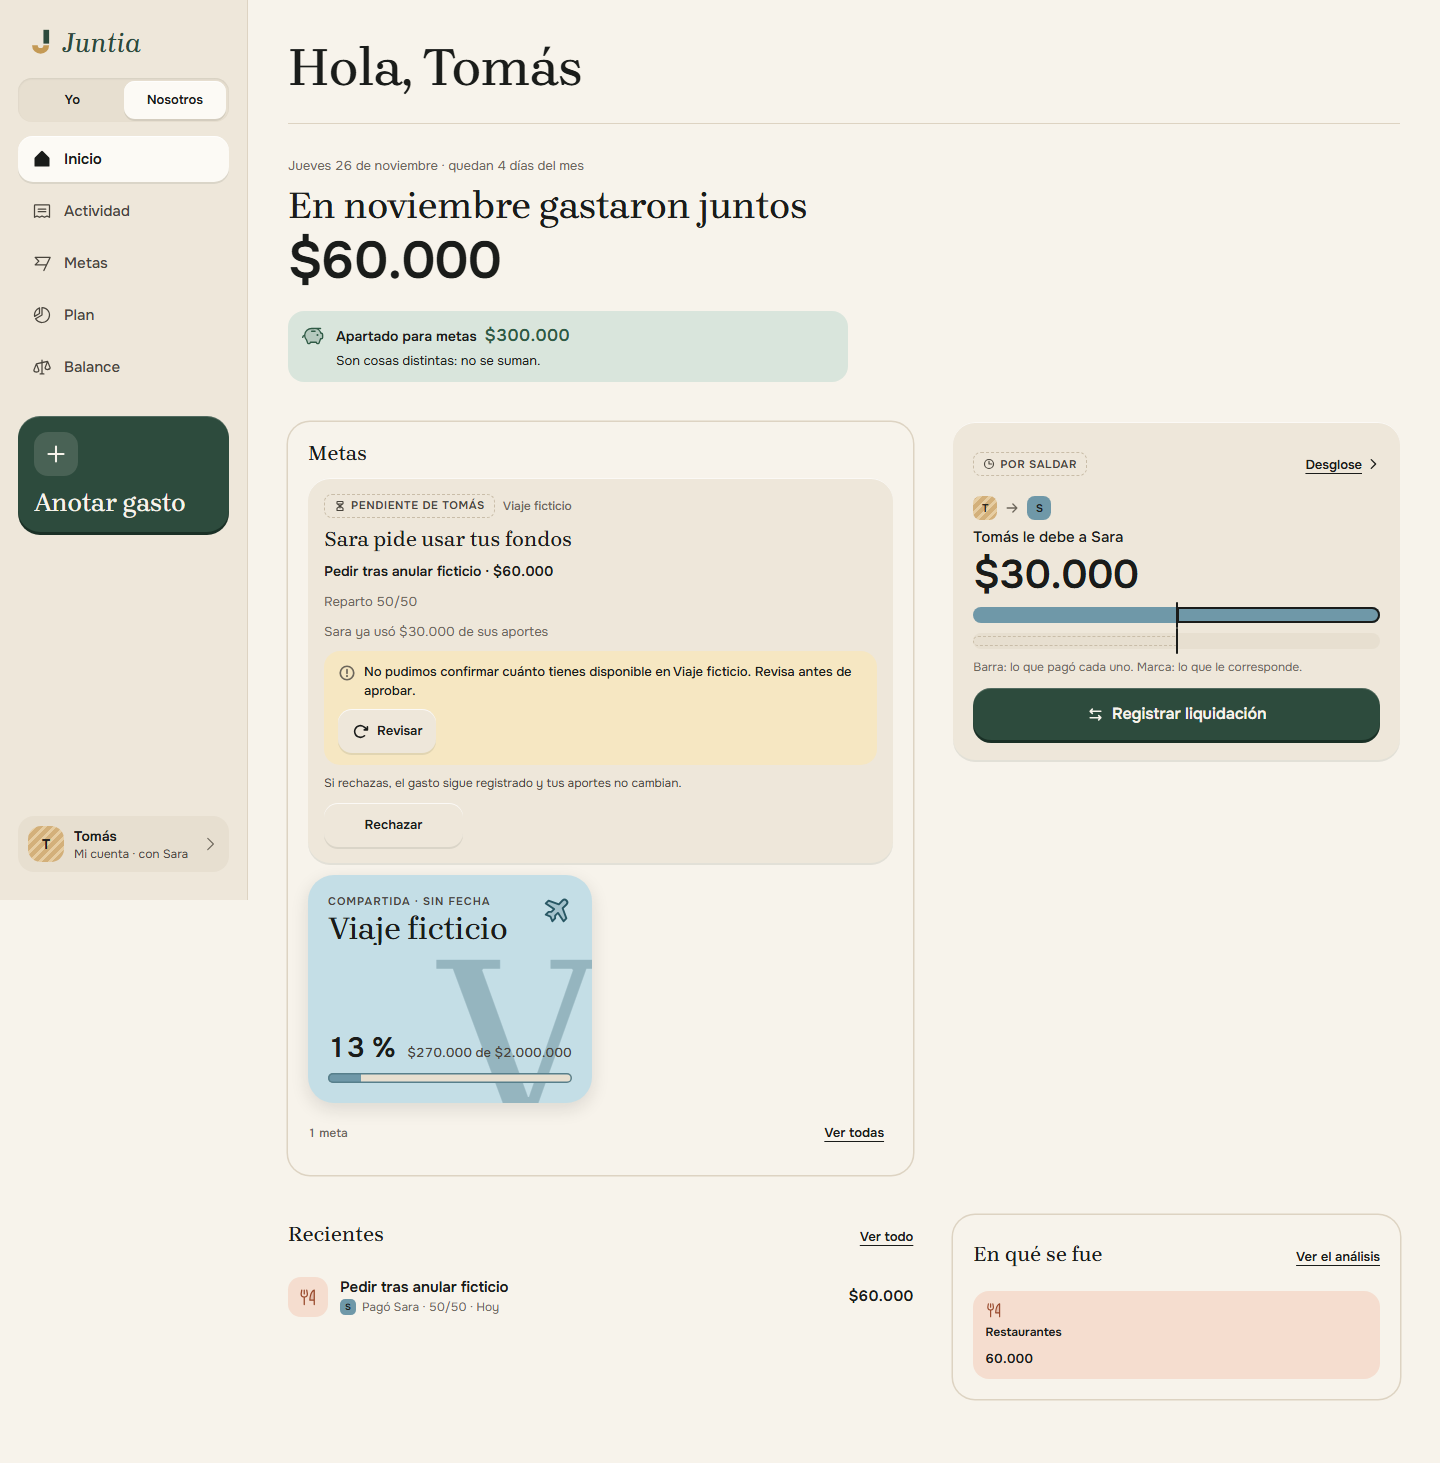 Juntia
Yo
Nosotros
Inicio
Actividad
Metas
Plan
Balance
Anotar gasto
T
Tomás
Mi cuenta · con Sara
Hola, Tomás
Jueves 26 de noviembre · quedan 4 días del mes
En noviembre gastaron juntos
$60.000
Apartado para metas $300.000
Son cosas distintas: no se suman.
Metas
PENDIENTE DE TOMÁS Viaje ficticio
Sara pide usar tus fondos
Pedir tras anular ficticio · $60.000
Reparto 50/50
Sara ya usó $30.000 de sus aportes
No pudimos confirmar cuánto tienes disponible en Viaje ficticio. Revisa antes de
aprobar.
Revisar
Si rechazas, el gasto sigue registrado y tus aportes no cambian.
Rechazar
COMPARTIDA · SIN FECHA
Viaje ficticio
V
13 % $270.000 de $2.000.000
1 meta
Ver todas
POR SALDAR
Desglose
T
S
Tomás le debe a Sara
$30.000
Barra: lo que pagó cada uno. Marca: lo que le corresponde.
Registrar liquidación
Recientes
Ver todo
Pedir tras anular ficticio
S Pagó Sara · 50/50 · Hoy
$60.000
En qué se fue
Ver el análisis
Restaurantes
60.000